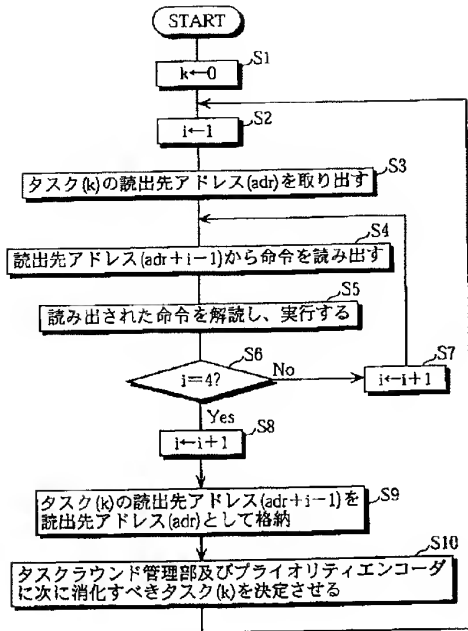 START
S1
k←0
S2
i←1
S3
タスク(k)の読出先アドレス(adr)を取り出す
S4
読出先アドレス(adr+i−1)から命令を読み出す
S5
読み出された命令を解読し、実行する
S6
i=4?
No
S7
i←i+1
Yes
S8
i←i+1
S9
タスク(k)の読出先アドレス(adr+i−1)を
読出先アドレス(adr)として格納
S10
タスクラウンド管理部及びプライオリティエンコーダ
に次に消化すべきタスク(k)を決定させる